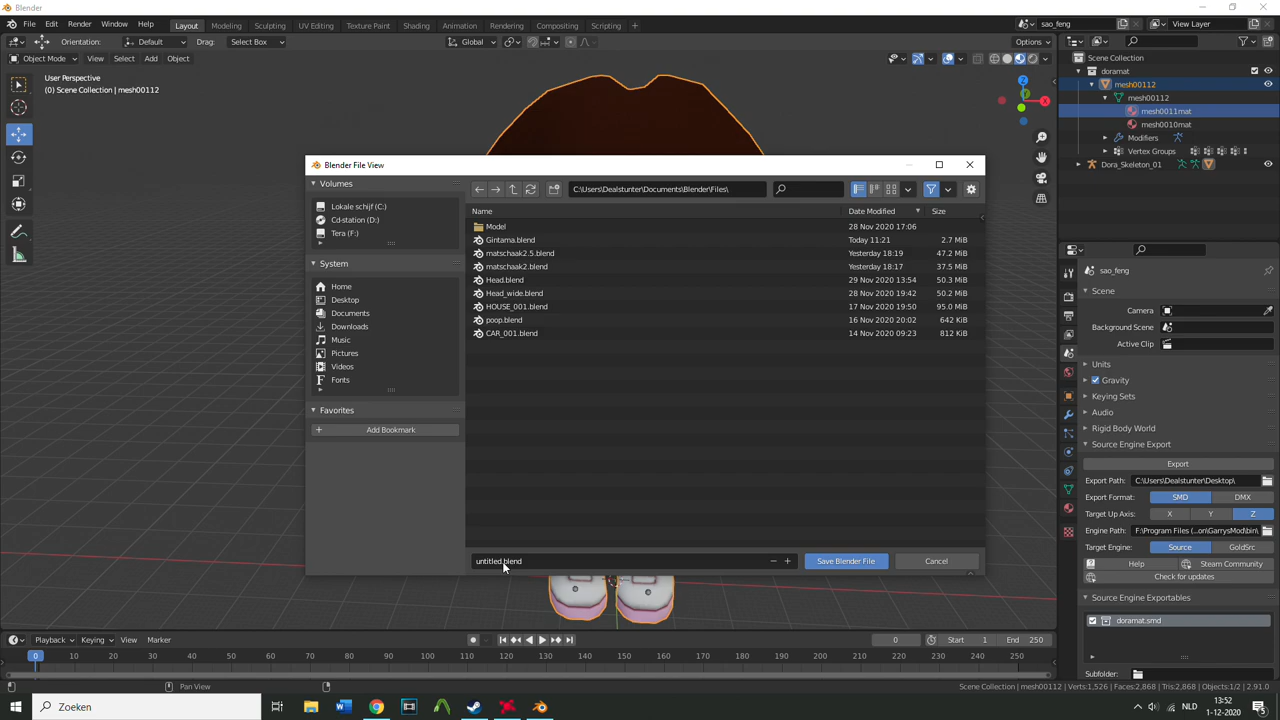 Blender
File Edit Render Window Help Layout Modeling Sculpting UV Editing Texture Paint Shading Animation Rendering Compositing Scripting + sao_feng View Layer
Orientation: Default Drag: Select Box Global Options
Object Mode View Select Add Object
User Perspective
(0) Scene Collection | mesh00112
X
Z
Scene Collection
doramat
mesh00112
mesh00112
mesh0011mat
mesh0010mat
Modifiers
Vertex Groups
Dora_Skeleton_01
Blender File View
Volumes
Lokale schijf (C:)
Cd-station (D:)
Tera (F:)
System
Home
Desktop
Documents
Downloads
Music
Pictures
Videos
Fonts
Favorites
Add Bookmark
C:\Users\Dealstunter\Documents\Blender\Files\
Name Date Modified Size
Model 28 Nov 2020 17:06
Gintama.blend Today 11:21 2.7 MiB
matschaak2.5.blend Yesterday 18:19 47.2 MiB
matschaak2.blend Yesterday 18:17 37.5 MiB
Head.blend 29 Nov 2020 13:54 50.3 MiB
Head_wide.blend 28 Nov 2020 19:42 50.2 MiB
HOUSE_001.blend 17 Nov 2020 19:50 95.0 MiB
poop.blend 16 Nov 2020 20:02 642 KiB
CAR_001.blend 14 Nov 2020 09:23 812 KiB
untitled.blend Save Blender File Cancel
sao_feng
Scene
Camera
Background Scene
Active Clip
Units
Gravity
Keying Sets
Audio
Rigid Body World
Source Engine Export
Export
Export Path: C:\Users\Dealstunter\Desktop\
Export Format: SMD DMX
Target Up Axis: X Y Z
Engine Path: F:\Program Files (...on\GarrysMod\bin\
Target Engine: Source GoldSrc
Help Steam Community
Check for updates
Source Engine Exportables
doramat.smd
Subfolder:
Playback Keying View Marker 0 Start 1 End 250
0 10 20 30 40 50 60 70 80 90 100 110 120 130 140 150 160 170 180 190 200 210 220 230 240 250
Pan View Scene Collection | mesh00112 | Verts:1,526 | Faces:2,868 | Tris:2,868 | Objects:1/2 | 2.91.0
Zoeken NLD 13:52
1-12-2020